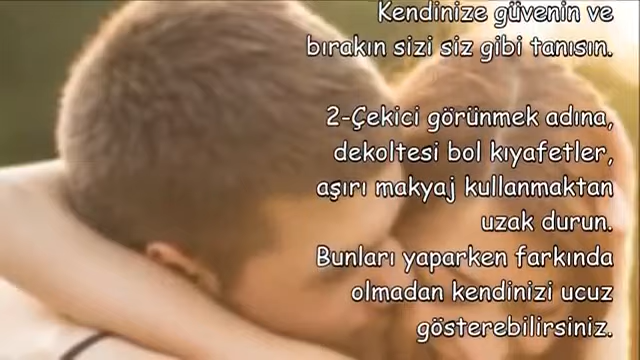 Kendinize güvenin ve
bırakın sizi siz gibi tanısın.
2-Çekici görünmek adına,
dekoltesi bol kıyafetler,
aşırı makyaj kullanmaktan
uzak durun.
Bunları yaparken farkında
olmadan kendinizi ucuz
gösterebilirsiniz.